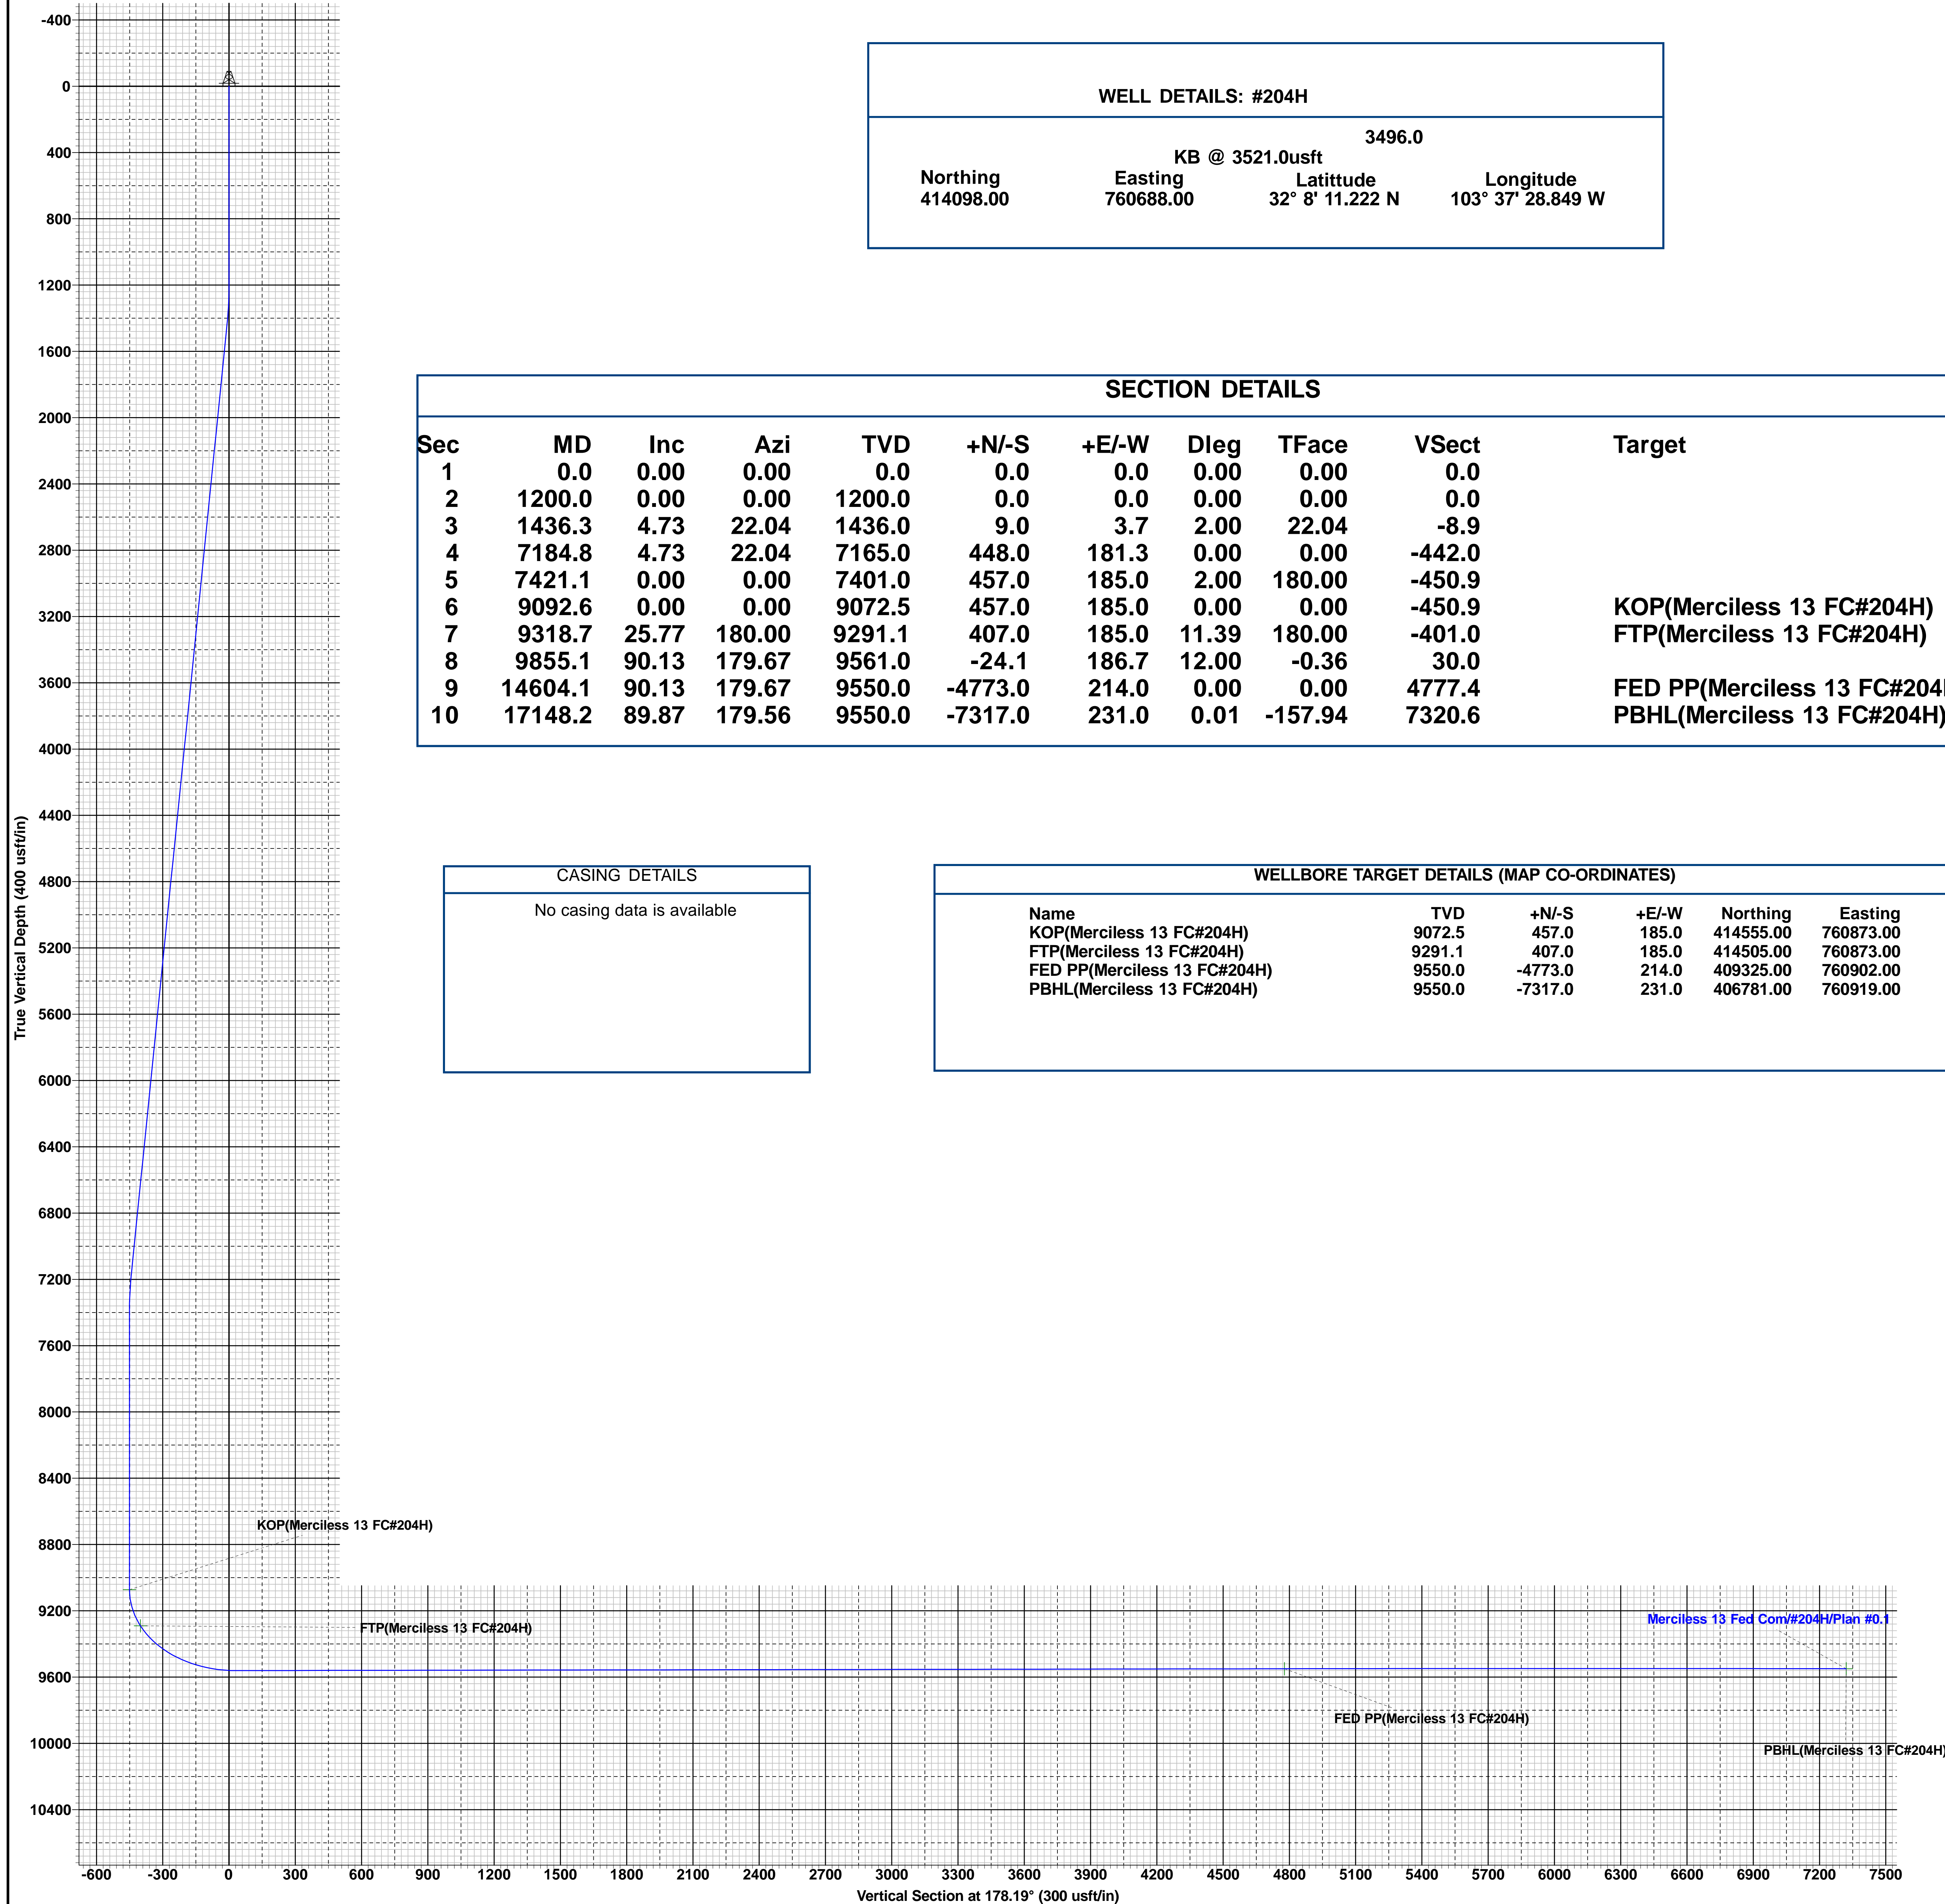 WELL DETAILS: #204H
3496.0
KB @ 3521.0usft
Northing Easting Latittude Longitude
414098.00 760688.00 32° 8' 11.222 N 103° 37' 28.849 W
SECTION DETAILS
Sec MD Inc Azi TVD +N/-S +E/-W Dleg TFace VSect Target
1 0.0 0.00 0.00 0.0 0.0 0.0 0.00 0.00 0.0
2 1200.0 0.00 0.00 1200.0 0.0 0.0 0.00 0.00 0.0
3 1436.3 4.73 22.04 1436.0 9.0 3.7 2.00 22.04 -8.9
4 7184.8 4.73 22.04 7165.0 448.0 181.3 0.00 0.00 -442.0
5 7421.1 0.00 0.00 7401.0 457.0 185.0 2.00 180.00 -450.9
6 9092.6 0.00 0.00 9072.5 457.0 185.0 0.00 0.00 -450.9 KOP(Merciless 13 FC#204H)
7 9318.7 25.77 180.00 9291.1 407.0 185.0 11.39 180.00 -401.0 FTP(Merciless 13 FC#204H)
8 9855.1 90.13 179.67 9561.0 -24.1 186.7 12.00 -0.36 30.0
9 14604.1 90.13 179.67 9550.0 -4773.0 214.0 0.00 0.00 4777.4 FED PP(Merciless 13 FC#204
10 17148.2 89.87 179.56 9550.0 -7317.0 231.0 0.01 -157.94 7320.6 PBHL(Merciless 13 FC#204H)
CASING DETAILS
No casing data is available
WELLBORE TARGET DETAILS (MAP CO-ORDINATES)
Name TVD +N/-S +E/-W Northing Easting
KOP(Merciless 13 FC#204H) 9072.5 457.0 185.0 414555.00 760873.00
FTP(Merciless 13 FC#204H) 9291.1 407.0 185.0 414505.00 760873.00
FED PP(Merciless 13 FC#204H) 9550.0 -4773.0 214.0 409325.00 760902.00
PBHL(Merciless 13 FC#204H) 9550.0 -7317.0 231.0 406781.00 760919.00
True Vertical Depth (400 usft/in)
-400
0
400
800
1200
1600
2000
2400
2800
3200
3600
4000
4400
4800
5200
5600
6000
6400
6800
7200
7600
8000
8400
8800
9200
9600
10000
10400
KOP(Merciless 13 FC#204H)
FTP(Merciless 13 FC#204H)
Merciless 13 Fed Com/#204H/Plan #0.1
FED PP(Merciless 13 FC#204H)
PBHL(Merciless 13 FC#204H)
-600 -300 0 300 600 900 1200 1500 1800 2100 2400 2700 3000 3300 3600 3900 4200 4500 4800 5100 5400 5700 6000 6300 6600 6900 7200 7500
Vertical Section at 178.19° (300 usft/in)